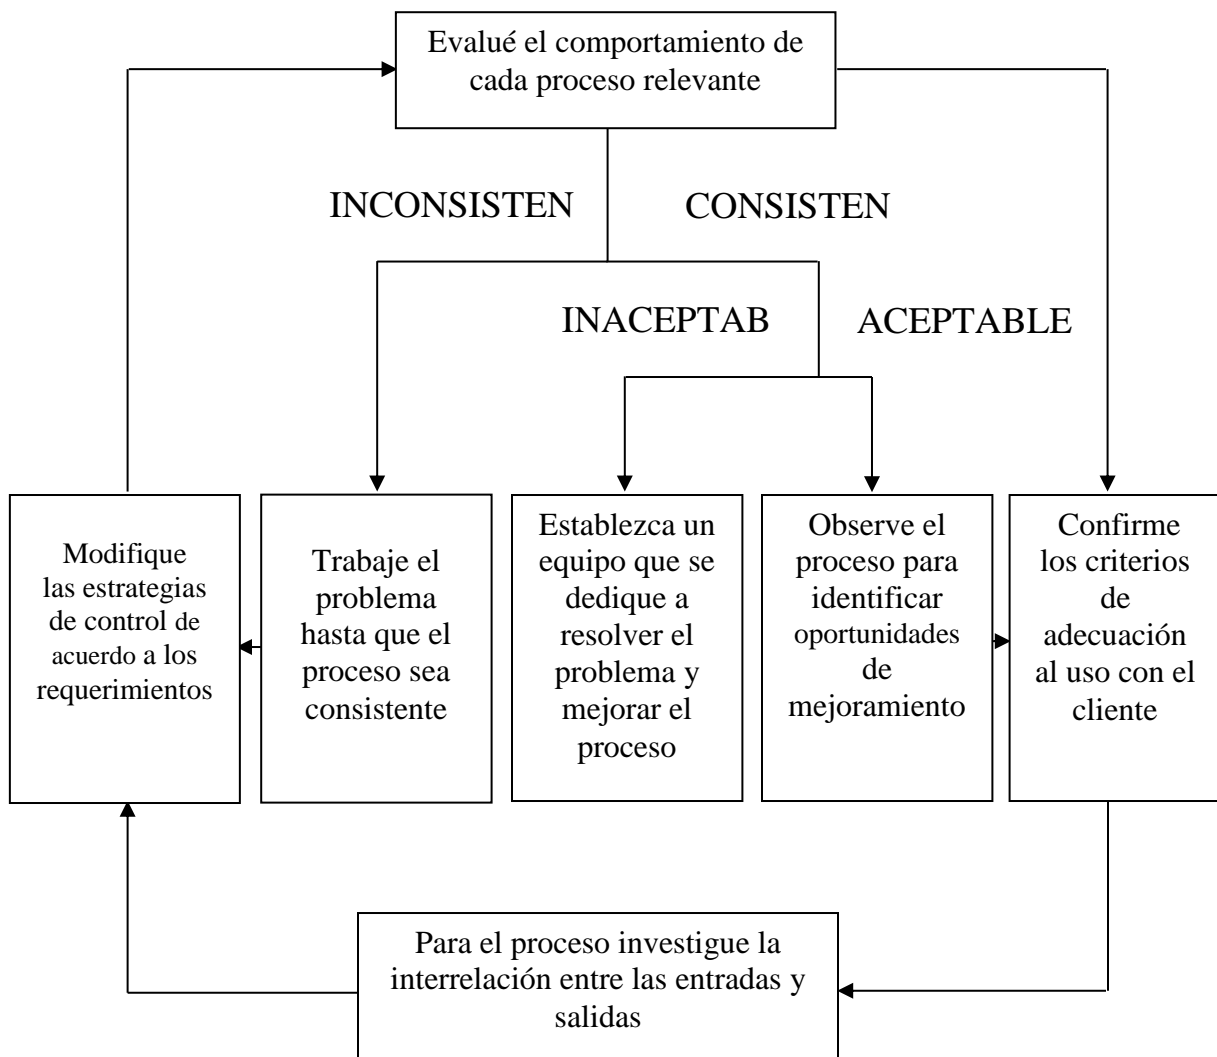 Evalué el comportamiento de
cada proceso relevante
INCONSISTEN
CONSISTEN
INACEPTAB
ACEPTABLE
Modifique
las estrategias
de control de
acuerdo a los
requerimientos
Trabaje el
problema
hasta que el
proceso sea
consistente
Establezca un
equipo que se
dedique a
resolver el
problema y
mejorar el
proceso
Observe el
proceso para
identificar
oportunidades
de
mejoramiento
Confirme
los criterios
de
adecuación
al uso con el
cliente
Para el proceso investigue la
interrelación entre las entradas y
salidas